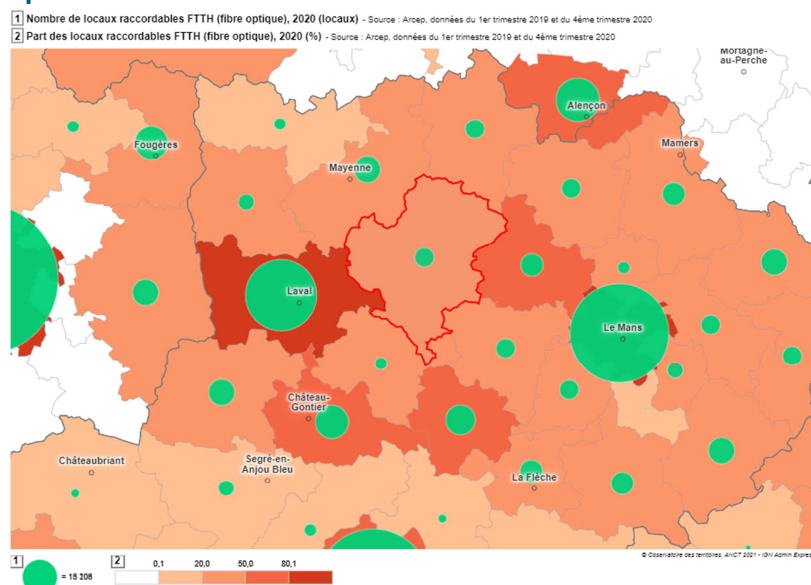 1 Nombre de locaux raccordables FTTH (fibre optique), 2020 (locaux) - Source : Arcep, données du 1er trimestre 2019 et du 4ème trimestre 2020
2 Part des locaux raccordables FTTH (fibre optique), 2020 (%) - Source : Arcep, données du 1er trimestre 2019 et du 4ème trimestre 2020
Mortagne-
au-Perche
Alençon
Fougères
Mamers
Mayenne
Laval
Le Mans
Château-
Gontier
Châteaubriant
Segré-en-
Anjou Bleu
La Flèche
© Observatoire des territoires, ANCT 2021 - IGN Admin Expres
1
= 15 208
2
0,1 20,0 50,0 80,1